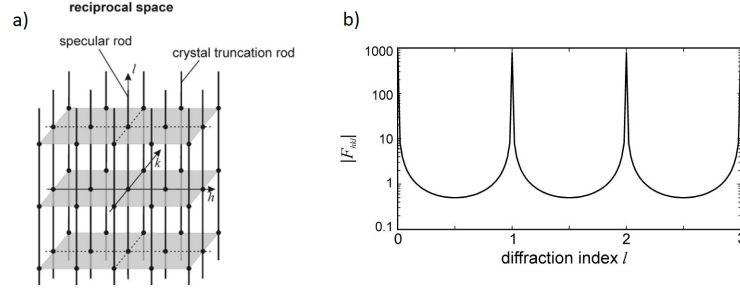 reciprocal space
a)
specular rod
crystal truncation rod
l
k
h
b)
1000
100
10
1
0.1
|F_hkl|
0
1
2
3
diffraction index l